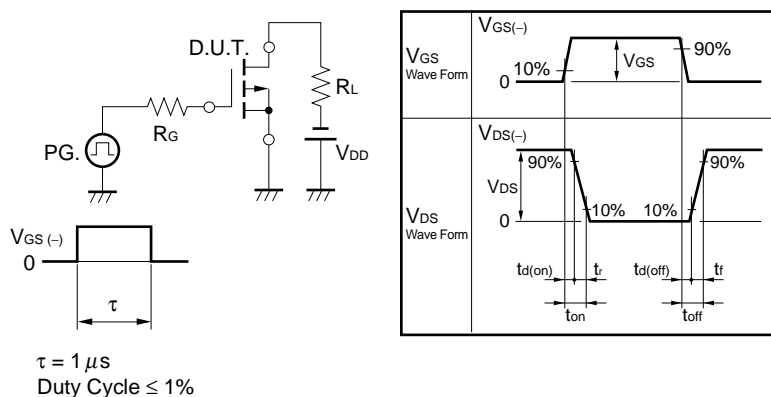 D.U.T.
RL
RG
PG.
VDD
VGS (−)
0
τ
τ = 1 μs
Duty Cycle ≤ 1%
VGS
Wave Form
VGS(−)
10%
VGS
90%
0
VDS
Wave Form
VDS(−)
90%
VDS
90%
10%
10%
0
td(on)
tr
td(off)
tf
ton
toff